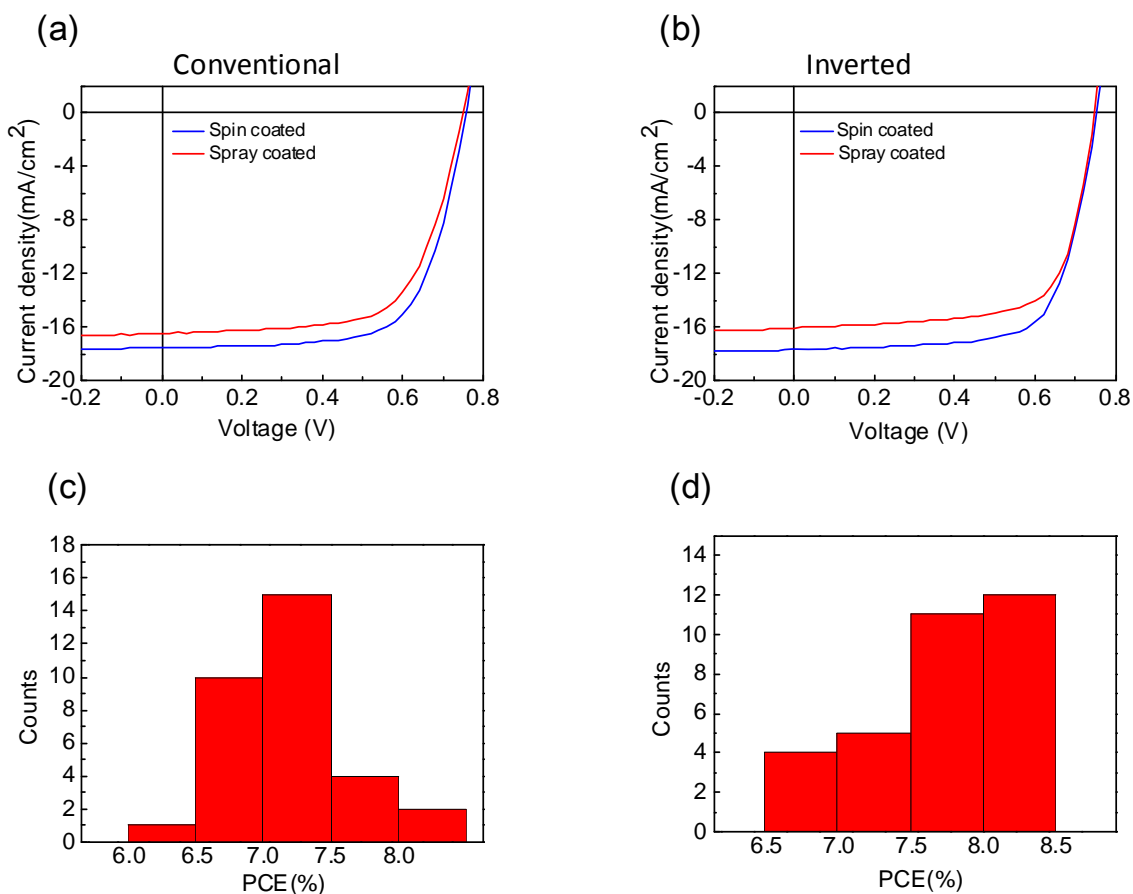 (a)
Conventional
0
-4
-8
-12
-16
-20
Current density(mA/cm²)
Spin coated
Spray coated
-0.2 0.0 0.2 0.4 0.6 0.8
Voltage (V)
(b)
Inverted
0
-4
-8
-12
-16
-20
Current density(mA/cm²)
Spin coated
Spray coated
-0.2 0.0 0.2 0.4 0.6 0.8
Voltage (V)
(c)
18
16
14
12
10
8
6
4
2
0
Counts
6.0 6.5 7.0 7.5 8.0
PCE(%)
(d)
14
12
10
8
6
4
2
0
Counts
6.5 7.0 7.5 8.0 8.5
PCE(%)